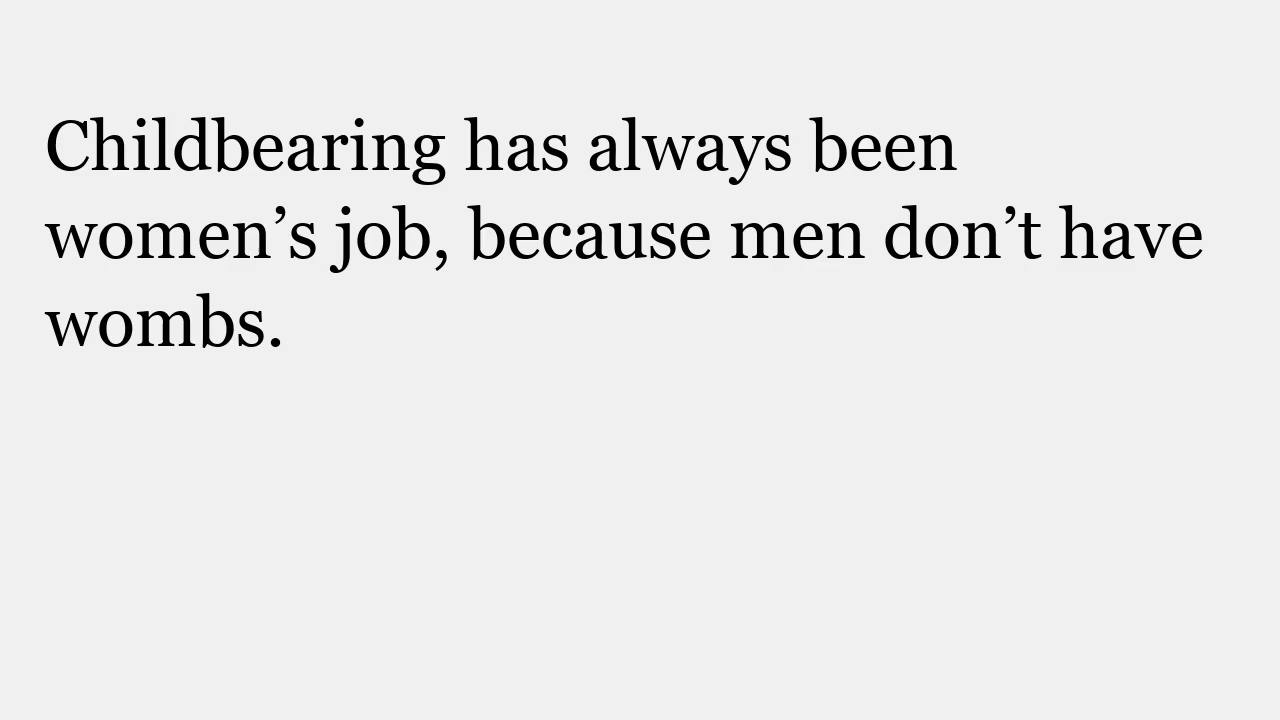 Childbearing has always been
women’s job, because men don’t have
wombs.